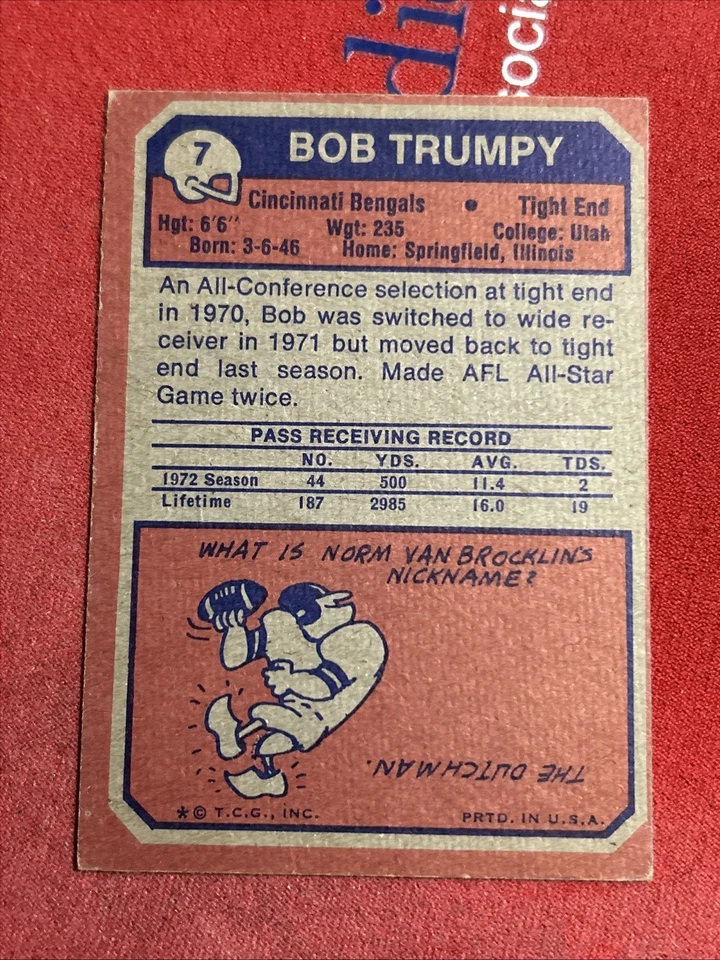 di
socia
7
BOB TRUMPY
Cincinnati Bengals • Tight End
Hgt: 6'6" Wgt: 235 College: Utah
Born: 3-6-46 Home: Springfield, Illinois
An All-Conference selection at tight end
in 1970, Bob was switched to wide re-
ceiver in 1971 but moved back to tight
end last season. Made AFL All-Star
Game twice.
PASS RECEIVING RECORD
NO. YDS. AVG. TDS.
1972 Season 44 500 11.4 2
Lifetime 187 2985 16.0 19
WHAT IS NORM VAN BROCKLIN'S
NICKNAME?
THE DUTCHMAN.
*© T.C.G., INC. PRTD. IN U.S.A.